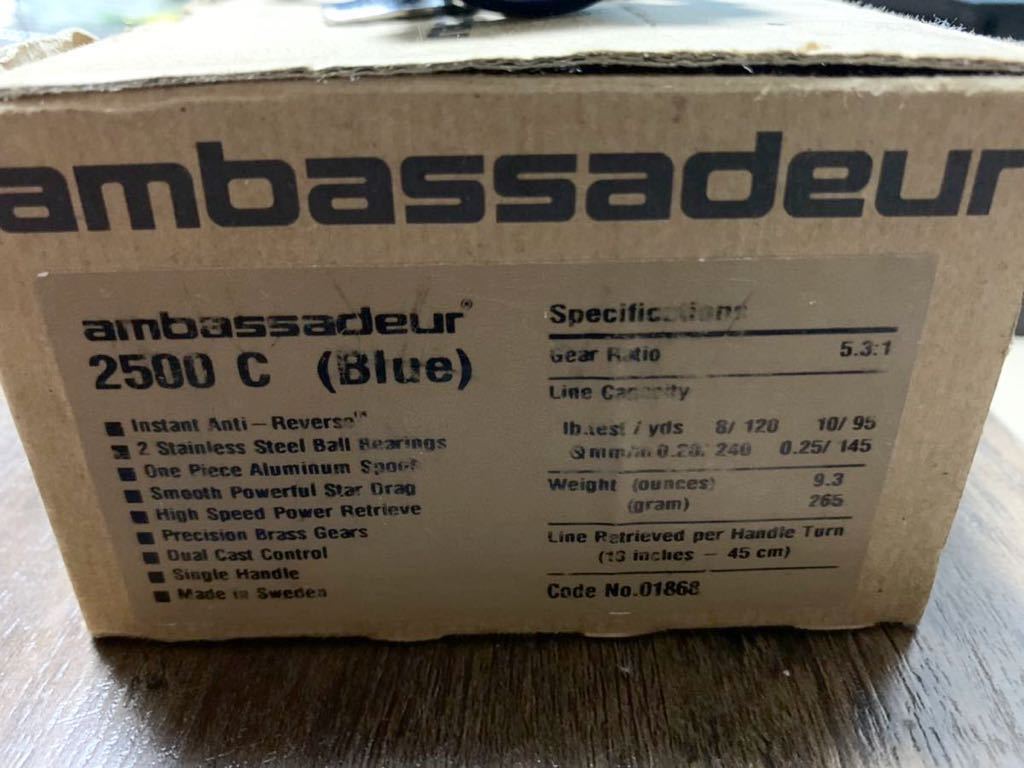 ambassadeur
ambassadeur®
2500 C (Blue)
■ Instant Anti-Reverse™
■ 2 Stainless Steel Ball Bearings
■ One Piece Aluminum Spool
■ Smooth Powerful Star Drag
■ High Speed Power Retrieve
■ Precision Brass Gears
■ Dual Cast Control
■ Single Handle
■ Made in Sweden
Specifications
Gear Ratio 5.3:1
Line Capacity
lb.test / yds 8/ 120 10/ 95
240 0.25/ 145
Weight (ounces) 9.3
(gram) 265
Line Retrieved per Handle Turn
inches - 45 cm)
Code No.01868